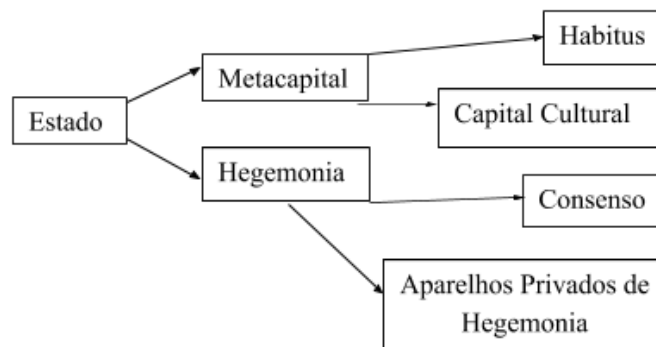 Habitus
Metacapital
Capital Cultural
Estado
Hegemonia
Consenso
Aparelhos Privados de
Hegemonia